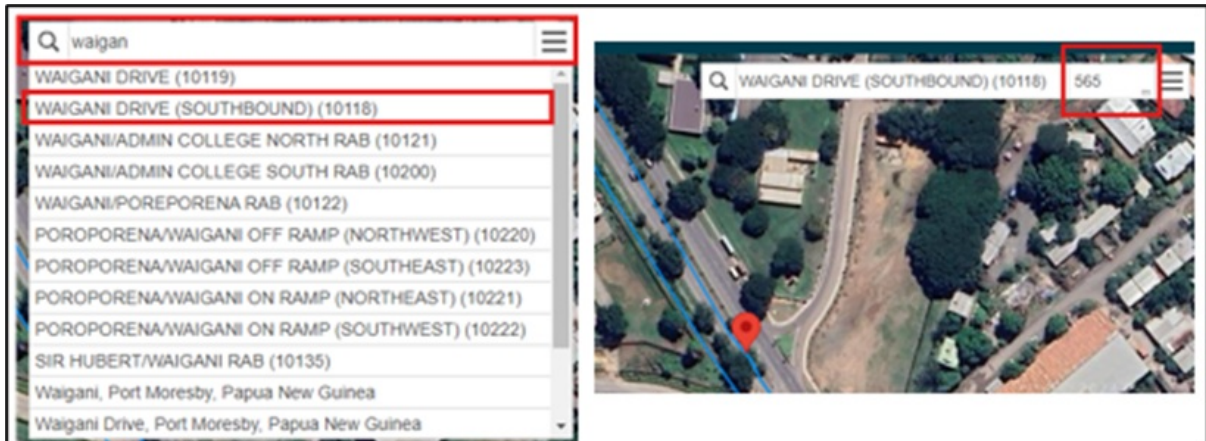 waigan
WAIGANI DRIVE (10119)
WAIGANI DRIVE (SOUTHBOUND) (10118)
WAIGANI/ADMIN COLLEGE NORTH RAB (10121)
WAIGANI/ADMIN COLLEGE SOUTH RAB (10200)
WAIGANI/POREPORENA RAB (10122)
POROPORENA/WAIGANI OFF RAMP (NORTHWEST) (10220)
POROPORENA/WAIGANI OFF RAMP (SOUTHEAST) (10223)
POROPORENA/WAIGANI ON RAMP (NORTHEAST) (10221)
POROPORENA/WAIGANI ON RAMP (SOUTHWEST) (10222)
SIR HUBERT/WAIGANI RAB (10135)
Waigani, Port Moresby, Papua New Guinea
Waigani Drive, Port Moresby, Papua New Guinea
WAIGANI DRIVE (SOUTHBOUND) (10118) 565